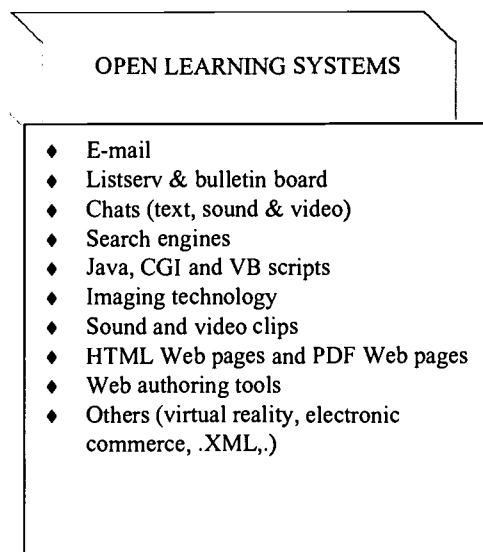 OPEN LEARNING SYSTEMS
♦ E-mail
♦ Listserv & bulletin board
♦ Chats (text, sound & video)
♦ Search engines
♦ Java, CGI and VB scripts
♦ Imaging technology
♦ Sound and video clips
♦ HTML Web pages and PDF Web pages
♦ Web authoring tools
♦ Others (virtual reality, electronic
commerce, .XML,.)